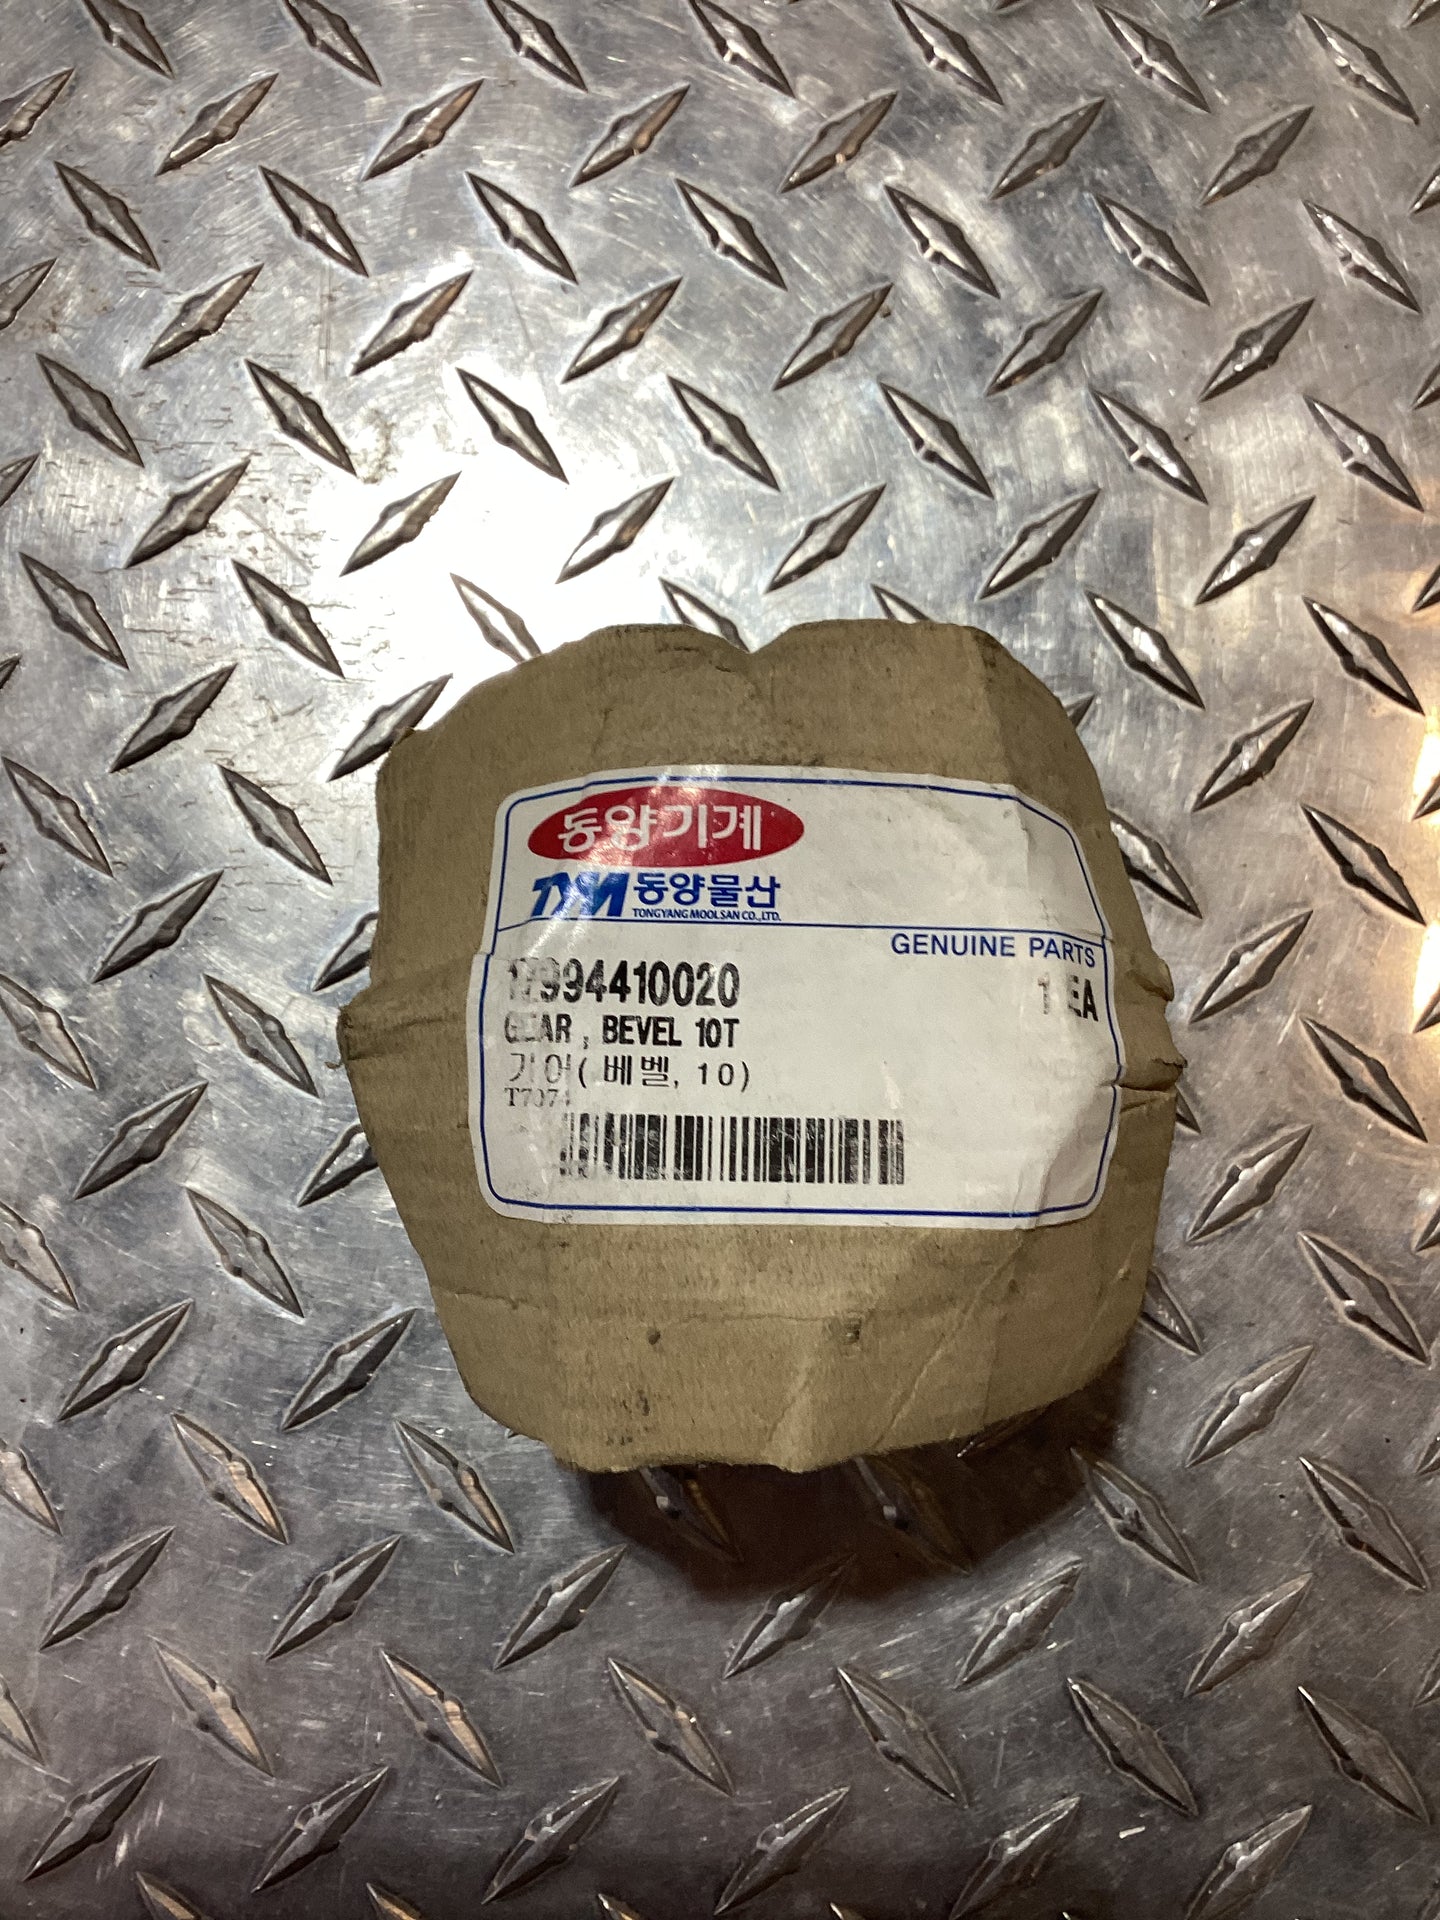 동양기계
TYM 동양물산
TONGYANG MOOLSAN CO.,LTD.
GENUINE PARTS
1 EA
GEAR , BEVEL 10T
기어( 베벨, 10)